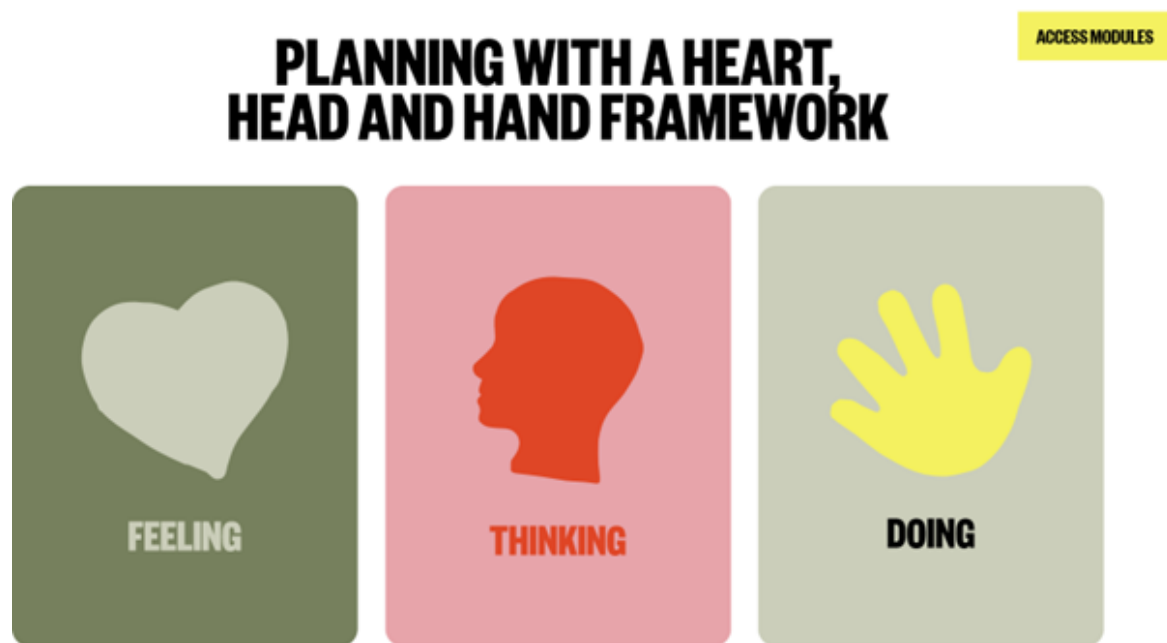 ACCESS MODULES
PLANNING WITH A HEART,
HEAD AND HAND FRAMEWORK
FEELING
THINKING
DOING